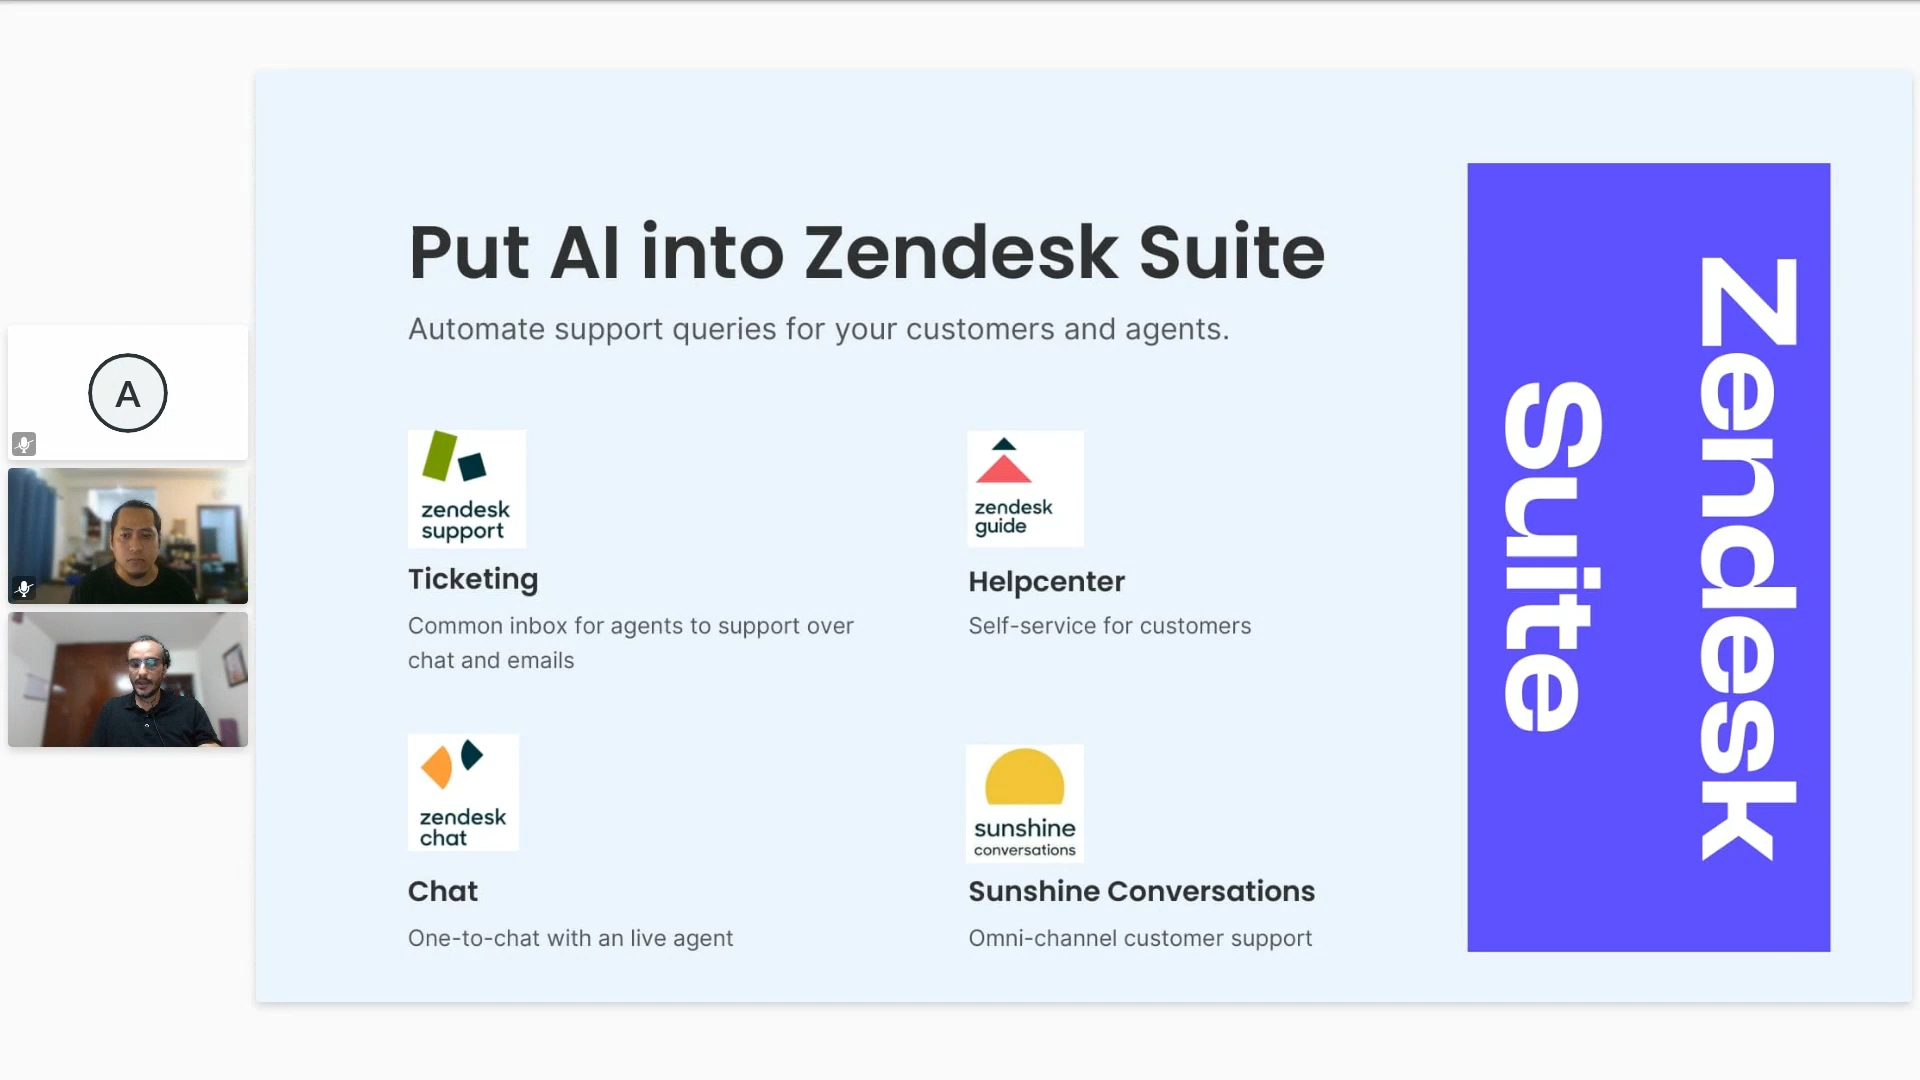 Put AI into Zendesk Suite
Automate support queries for your customers and agents.
A
zendesk
support
Ticketing
Common inbox for agents to support over
chat and emails
zendesk
guide
Helpcenter
Self-service for customers
zendesk
chat
Chat
One-to-chat with an live agent
sunshine
conversations
Sunshine Conversations
Omni-channel customer support
Zendesk
Suite